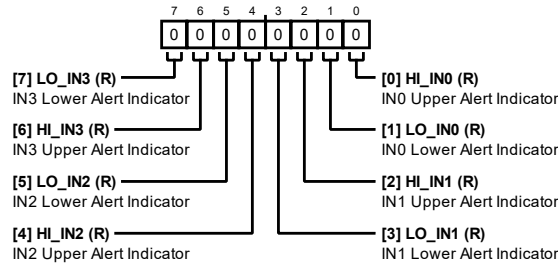 7 6 5 4 3 2 1 0
0 0 0 0 0 0 0 0
[7] LO_IN3 (R)
IN3 Lower Alert Indicator
[6] HI_IN3 (R)
IN3 Upper Alert Indicator
[5] LO_IN2 (R)
IN2 Lower Alert Indicator
[4] HI_IN2 (R)
IN2 Upper Alert Indicator
[0] HI_IN0 (R)
IN0 Upper Alert Indicator
[1] LO_IN0 (R)
IN0 Lower Alert Indicator
[2] HI_IN1 (R)
IN1 Upper Alert Indicator
[3] LO_IN1 (R)
IN1 Lower Alert Indicator